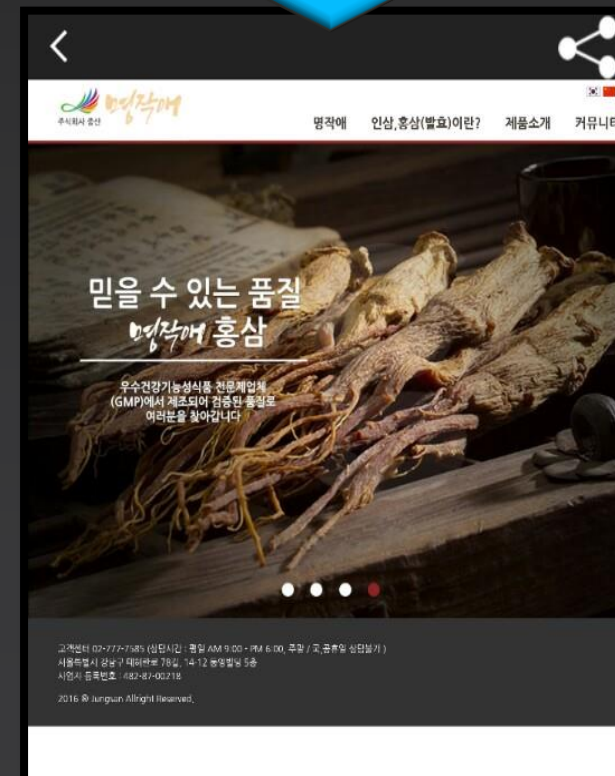 주식회사 중산 명작애
명작애 인삼,홍삼(발효)이란? 제품소개 커뮤니티
믿을 수 있는 품질
명작애 홍삼
우수건강기능성식품 전문제업체
(GMP)에서 제조되어 검증된 품질로
여러분을 찾아갑니다
고객센터 02-777-7585 (상담시간 : 평일 AM 9:00 - PM 6:00, 주말 / 국,공휴일 상담불가 )
서울특별시 강남구 테헤란로 78길, 14-12 동영빌딩 5층
사업자 등록번호 : 482-87-00218
2016 ® Jungsan Allright Reserved,